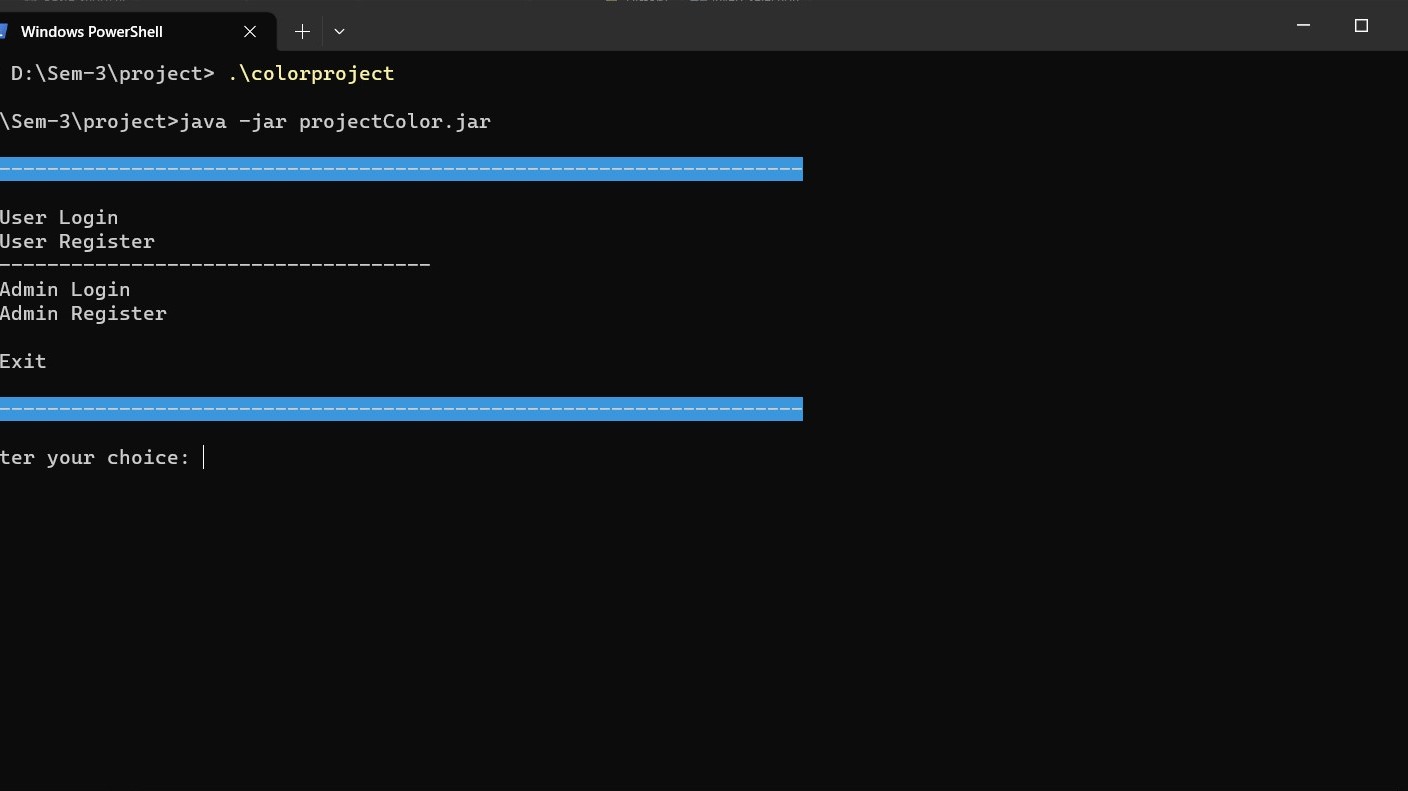 Windows PowerShell
D:\Sem-3\project> .\colorproject
\Sem-3\project>java -jar projectColor.jar
-------------------------------------------------------------------
User Login
User Register
------------------------------------
Admin Login
Admin Register
Exit
-------------------------------------------------------------------
ter your choice: